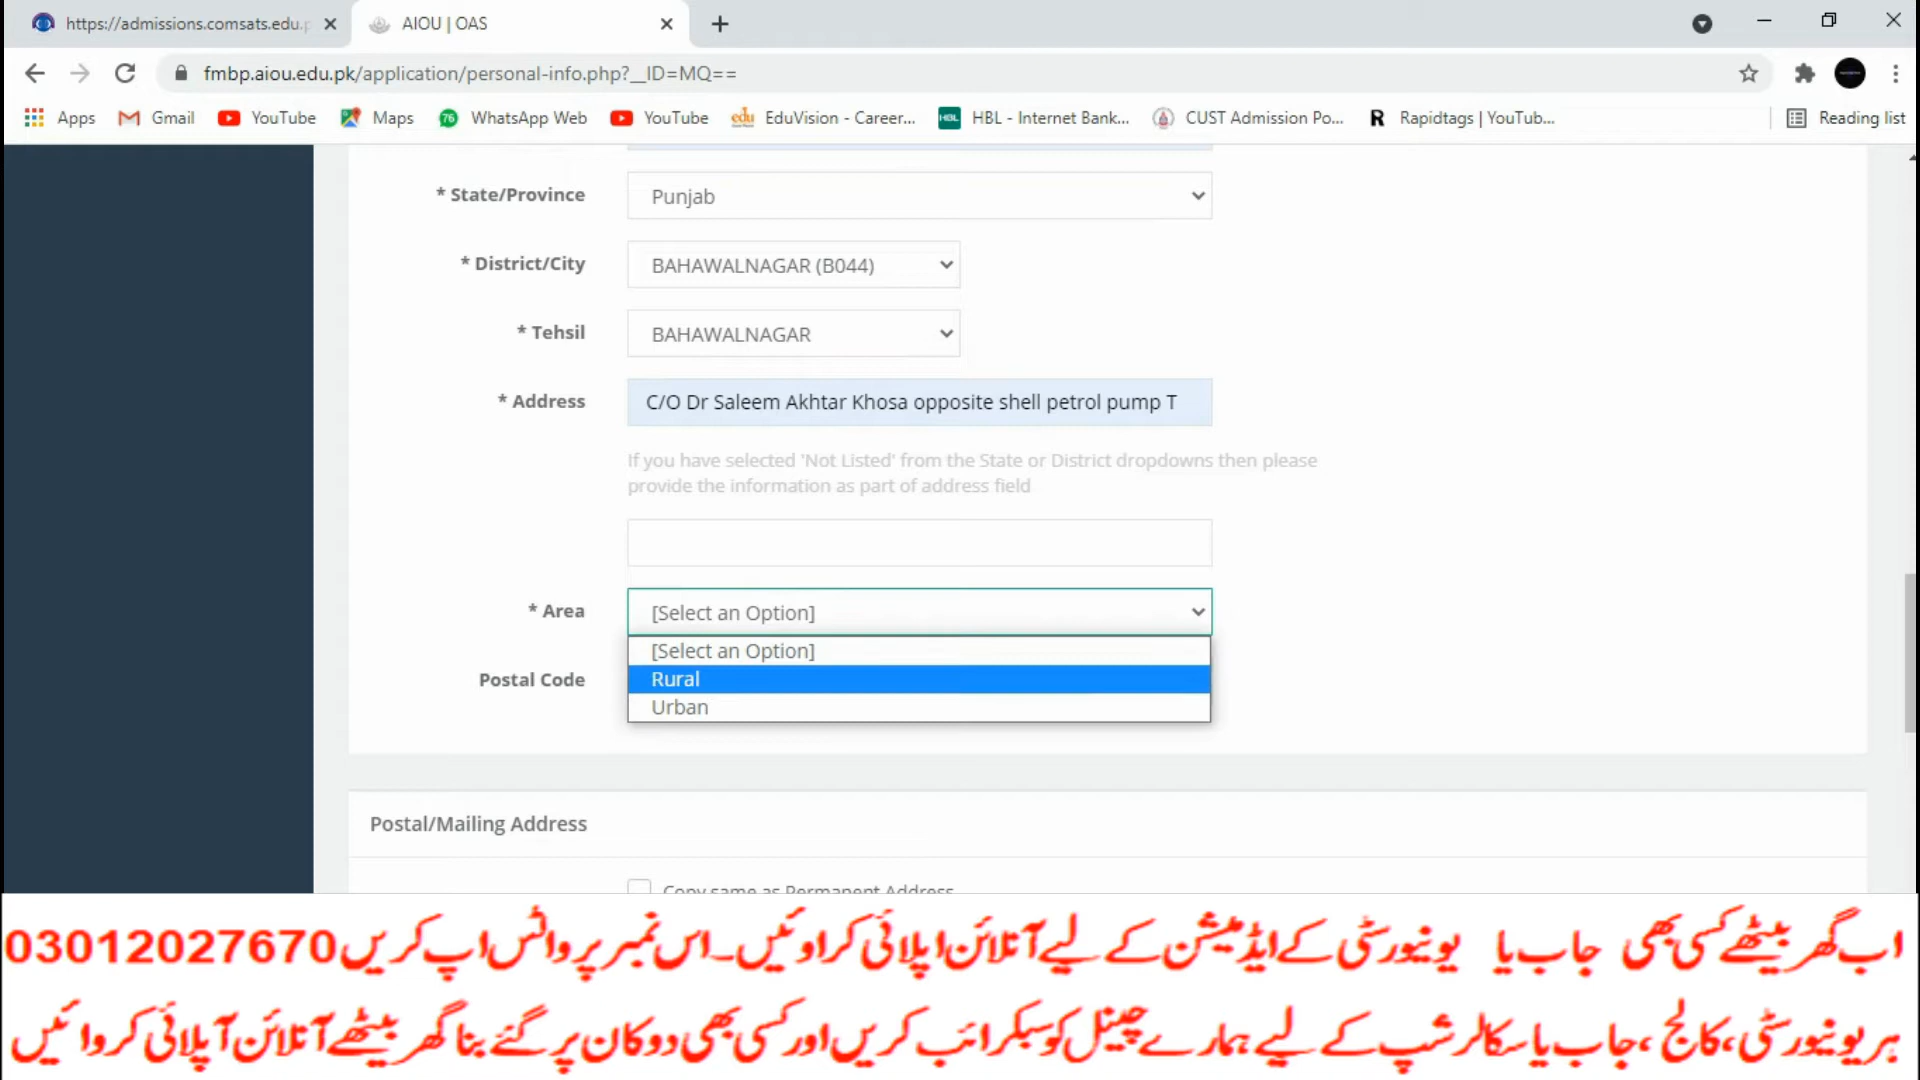 https://admissions.comsats.edu.p
AIOU | OAS
fmbp.aiou.edu.pk/application/personal-info.php?__ID=MQ==
Apps
Gmail
YouTube
Maps
WhatsApp Web
YouTube
EduVision - Career...
HBL - Internet Bank...
CUST Admission Po...
Rapidtags | YouTub...
Reading list
* State/Province
Punjab
* District/City
BAHAWALNAGAR (B044)
* Tehsil
BAHAWALNAGAR
* Address
C/O Dr Saleem Akhtar Khosa opposite shell petrol pump T
If you have selected 'Not Listed' from the State or District dropdowns then please
provide the information as part of address field
* Area
[Select an Option]
[Select an Option]
Rural
Urban
Postal Code
Postal/Mailing Address
Copy same as Permanent Address
اب گھر بیٹھے کسی بھی جاب یا یونیورسٹی کے ایڈمیشن کے لیے آنلائن اپلائی کراوئیں۔ اس نمبر پر واٹس اپ کریں 03012027670
ہر یونیورسٹی، کالج ، جاب یا سکالرشپ کے لیے ہمارے چینل کو سبکرائب کریں اور کسی بھی دوکان پر گئے بنا گھر بیٹھے آنلائن آپلائی کروائیں